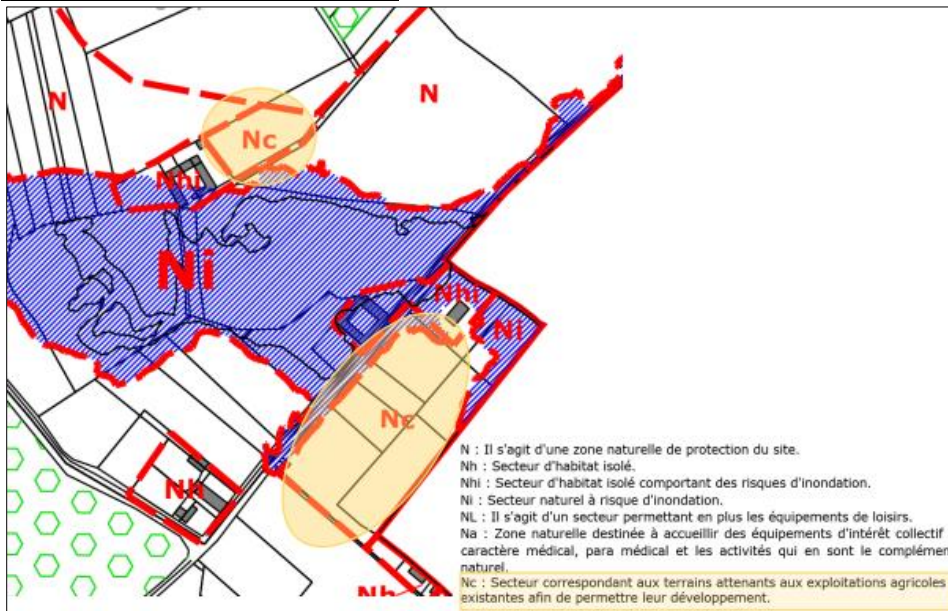 N
N
Nc
Nhi
Ni
Nhi
Ni
Nc
Nh
Nh
N : Il s'agit d'une zone naturelle de protection du site.
Nh : Secteur d'habitat isolé.
Nhi : Secteur d'habitat isolé comportant des risques d'inondation.
Ni : Secteur naturel à risque d'inondation.
NL : Il s'agit d'un secteur permettant en plus les équipements de loisirs.
Na : Zone naturelle destinée à accueillir des équipements d'intérêt collectif
caractère médical, para médical et les activités qui en sont le complémen
naturel.
Nc : Secteur correspondant aux terrains attenants aux exploitations agricoles
existantes afin de permettre leur développement.